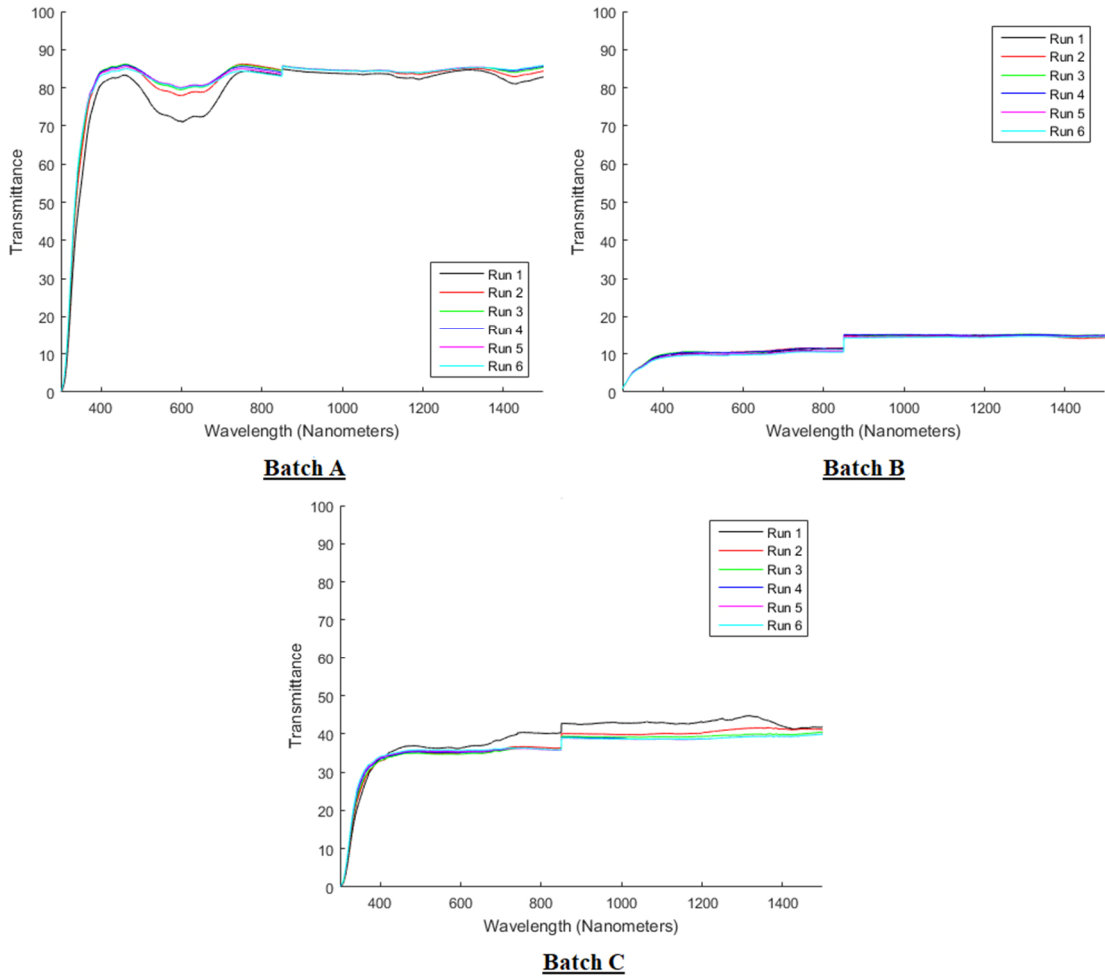 100
90
80
70
60
50
40
30
20
10
0
Transmittance
400 600 800 1000 1200 1400
Wavelength (Nanometers)
Run 1
Run 2
Run 3
Run 4
Run 5
Run 6
Batch A
100
90
80
70
60
50
40
30
20
10
0
Transmittance
400 600 800 1000 1200 1400
Wavelength (Nanometers)
Run 1
Run 2
Run 3
Run 4
Run 5
Run 6
Batch B
100
90
80
70
60
50
40
30
20
10
0
Transmittance
400 600 800 1000 1200 1400
Wavelength (Nanometers)
Run 1
Run 2
Run 3
Run 4
Run 5
Run 6
Batch C